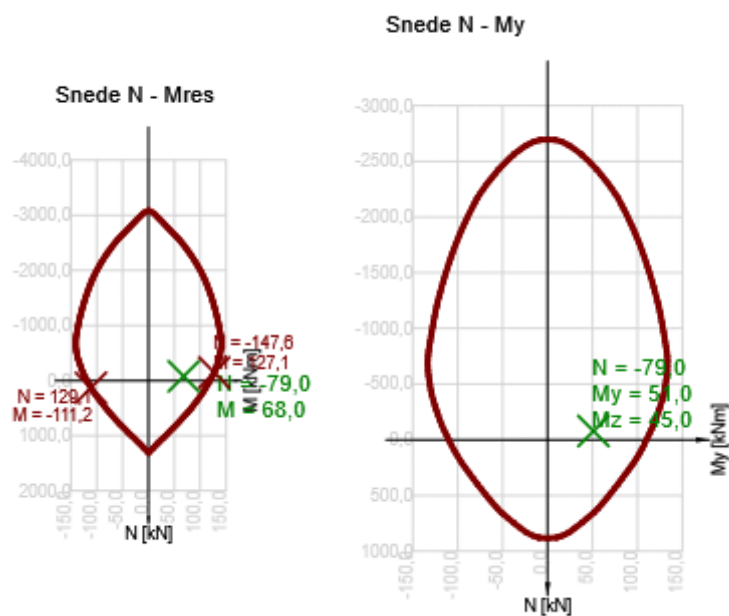 Snede N - My
Snede N - Mres
-4000,0
-3000,0
-2000,0
-1000,0
0,0
1000,0
2000,0
-150,0
-100,0
-50,0
0,0
50,0
100,0
150,0
N = -147,6
M = 127,1
N = -79,0
M = 68,0
M = -111,2
M [kNm]
N [kN]
-3000,0
-2500,0
-2000,0
-1500,0
-1000,0
-500,0
0,0
500,0
1000,0
-150,0
-100,0
-50,0
0,0
50,0
100,0
150,0
N = -79,0
My = 51,0
Mz = 45,0
My [kNm]
N [kN]